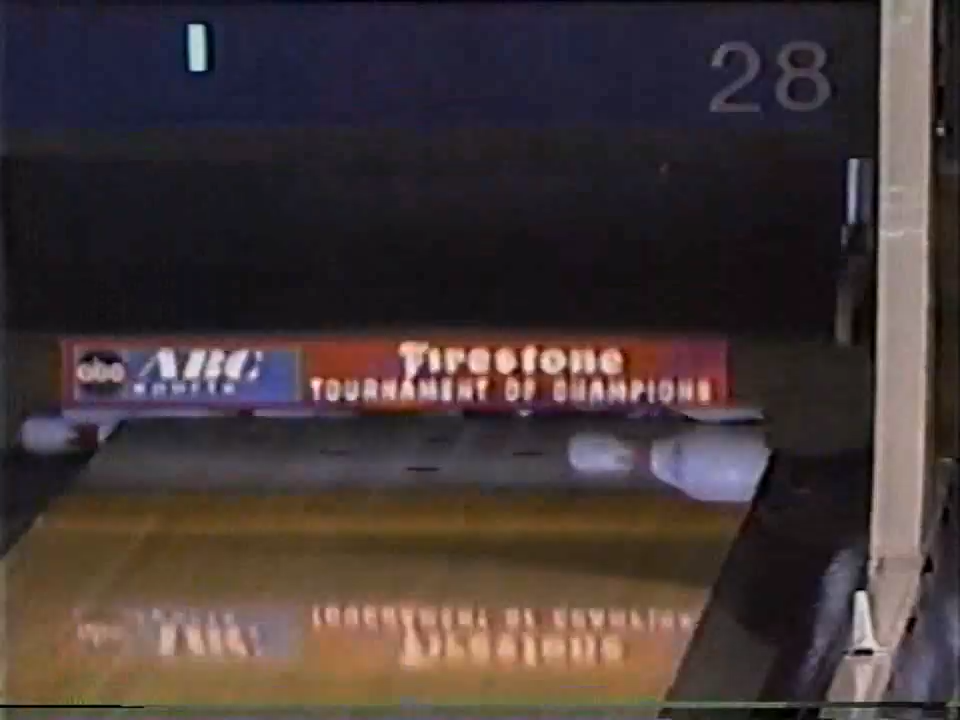 28
abc
ABC
sports
Firestone
TOURNAMENT OF CHAMPIONS